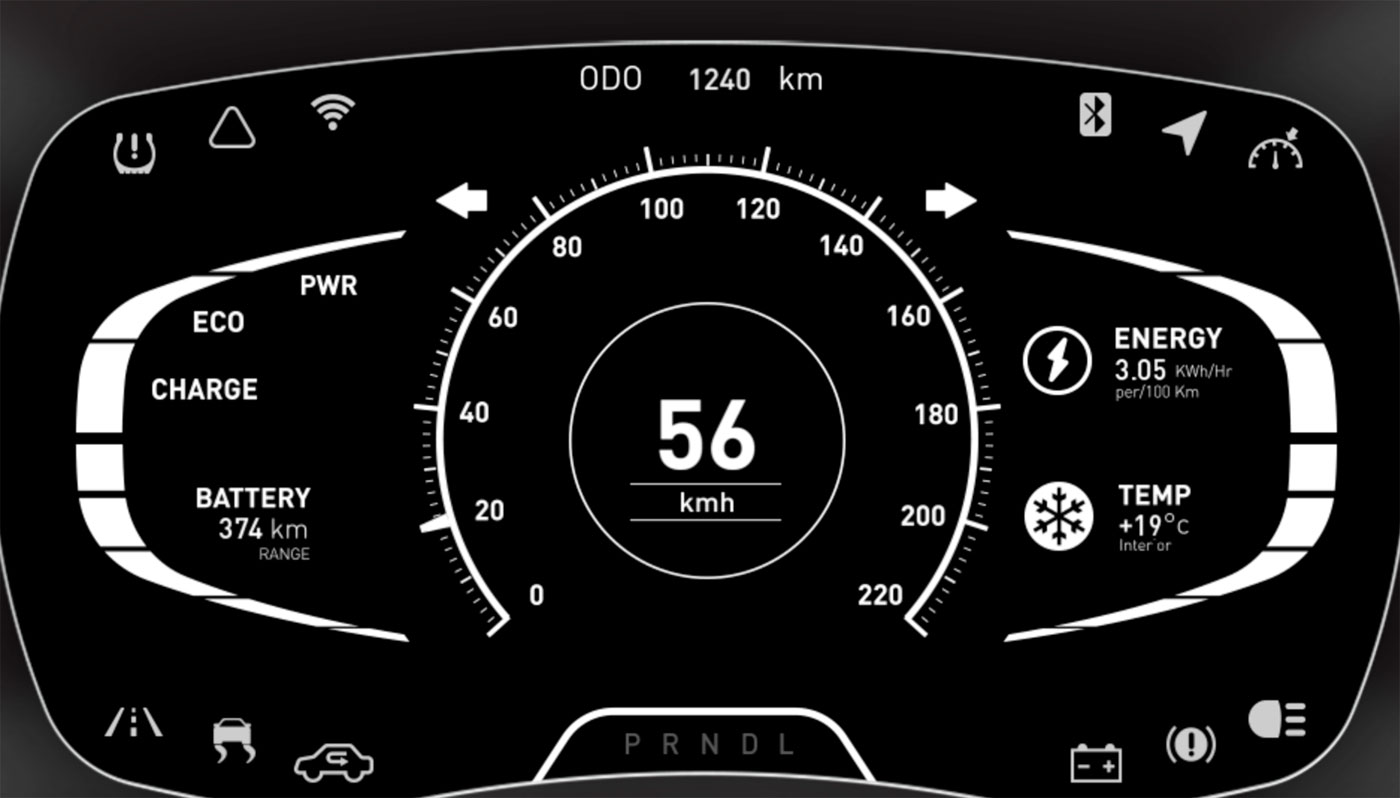 ODO 1240 km
100 120
80 140
PWR
60 160
ECO
ENERGY
3.05 KWh/Hr
per/100 Km
CHARGE
40 180
56
kmh
BATTERY
374 km
RANGE
20 200
TEMP
+19°c
Inter or
0 220
P R N D L